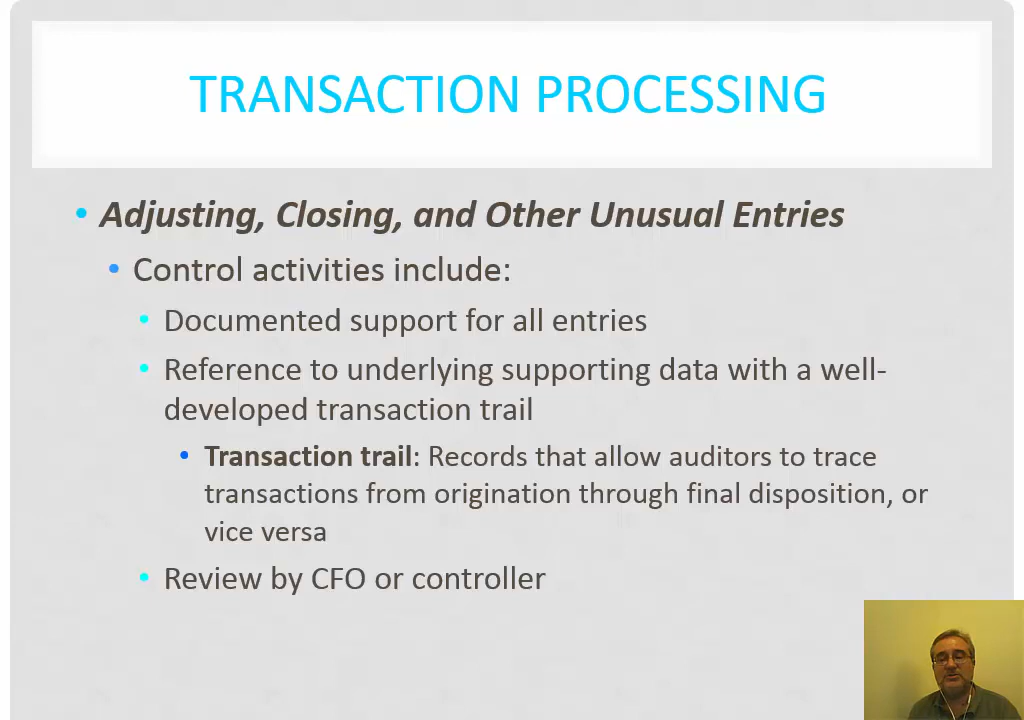 TRANSACTION PROCESSING
• Adjusting, Closing, and Other Unusual Entries
• Control activities include:
• Documented support for all entries
• Reference to underlying supporting data with a well-
developed transaction trail
• Transaction trail: Records that allow auditors to trace
transactions from origination through final disposition, or
vice versa
• Review by CFO or controller